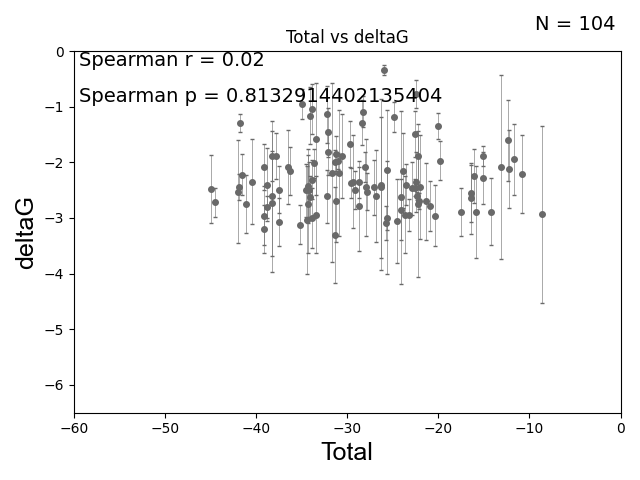 N = 104
Total vs deltaG
Spearman r = 0.02
Spearman p = 0.8132914402135404
0
−1
−2
−3
−4
−5
−6
deltaG
−60 −50 −40 −30 −20 −10 0
Total